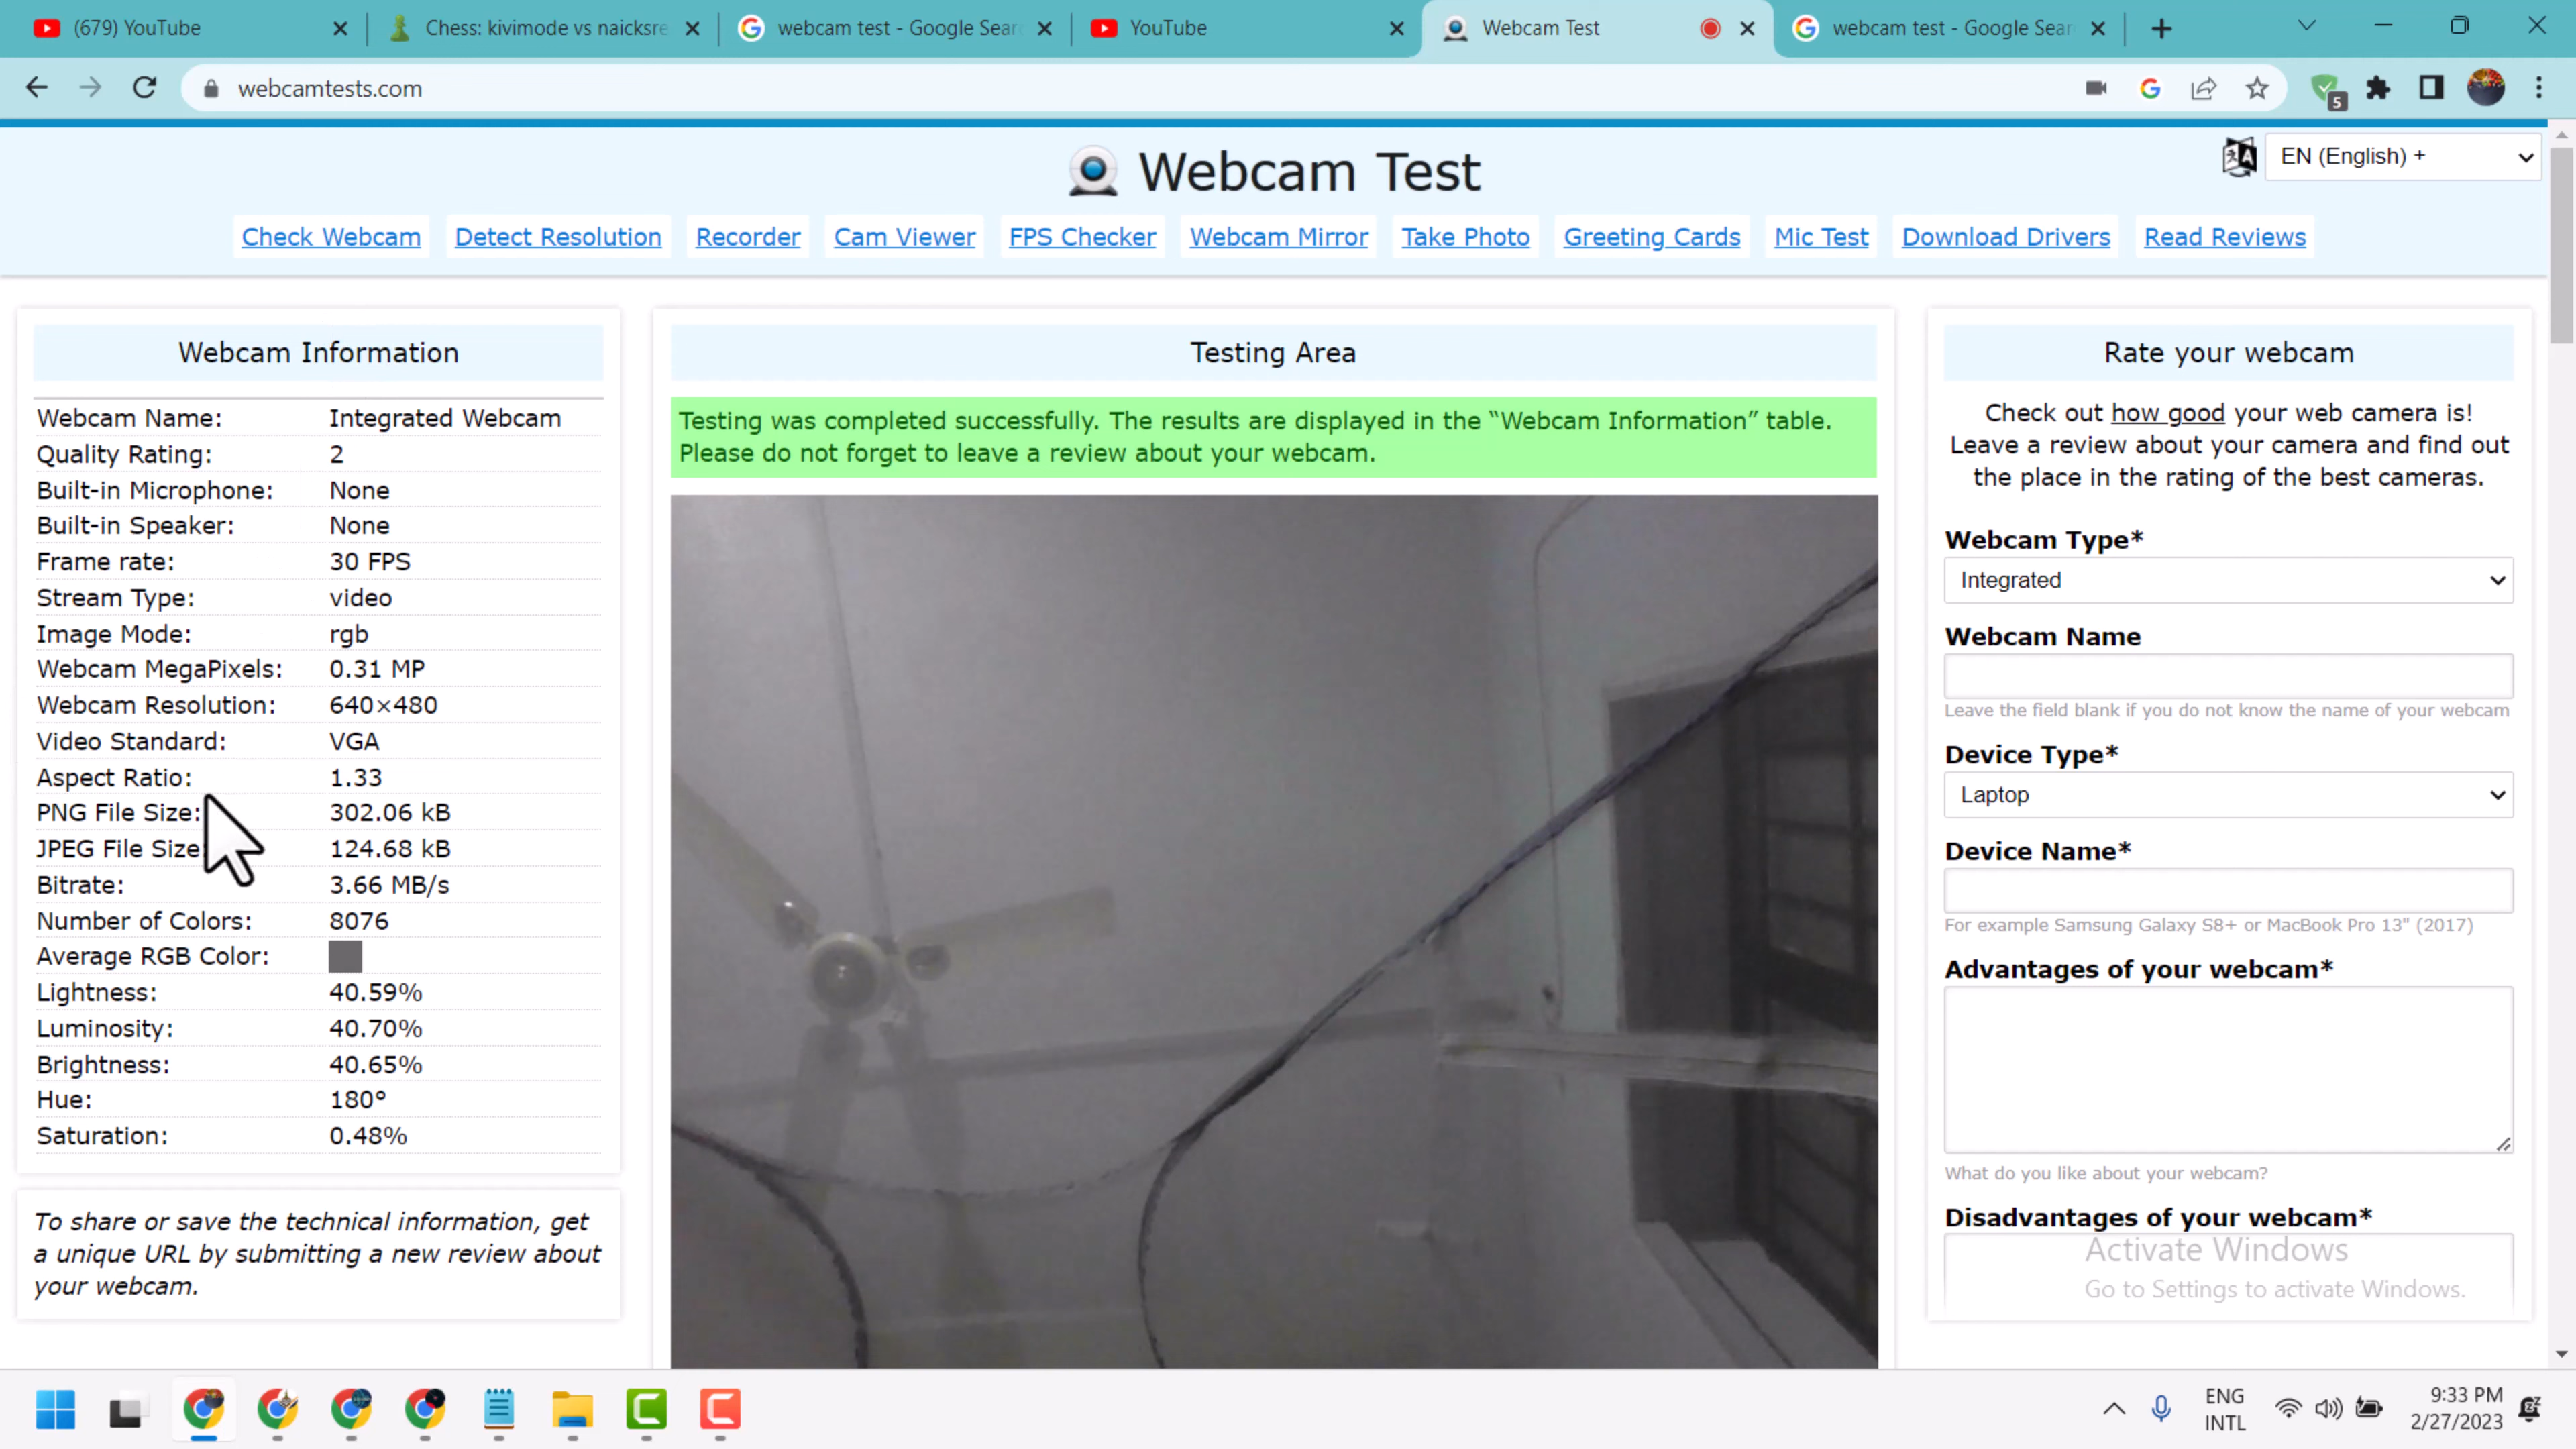 (679) YouTube
Chess: kivimode vs naicksre
webcam test - Google Sear
YouTube
Webcam Test
webcam test - Google Sear
webcamtests.com
5
Webcam Test
EN (English) +
Check Webcam
Detect Resolution
Recorder
Cam Viewer
FPS Checker
Webcam Mirror
Take Photo
Greeting Cards
Mic Test
Download Drivers
Read Reviews
Webcam Information
Webcam Name: Integrated Webcam
Quality Rating: 2
Built-in Microphone: None
Built-in Speaker: None
Frame rate: 30 FPS
Stream Type: video
Image Mode: rgb
Webcam MegaPixels: 0.31 MP
Webcam Resolution: 640×480
Video Standard: VGA
Aspect Ratio: 1.33
PNG File Size: 302.06 kB
JPEG File Size: 124.68 kB
Bitrate: 3.66 MB/s
Number of Colors: 8076
Average RGB Color:
Lightness: 40.59%
Luminosity: 40.70%
Brightness: 40.65%
Hue: 180°
Saturation: 0.48%
To share or save the technical information, get
a unique URL by submitting a new review about
your webcam.
Testing Area
Testing was completed successfully. The results are displayed in the “Webcam Information” table.
Please do not forget to leave a review about your webcam.
Rate your webcam
Check out how good your web camera is!
Leave a review about your camera and find out
the place in the rating of the best cameras.
Webcam Type*
Integrated
Webcam Name
Leave the field blank if you do not know the name of your webcam
Device Type*
Laptop
Device Name*
For example Samsung Galaxy S8+ or MacBook Pro 13" (2017)
Advantages of your webcam*
What do you like about your webcam?
Disadvantages of your webcam*
Activate Windows
Go to Settings to activate Windows.
ENG
INTL
9:33 PM
2/27/2023